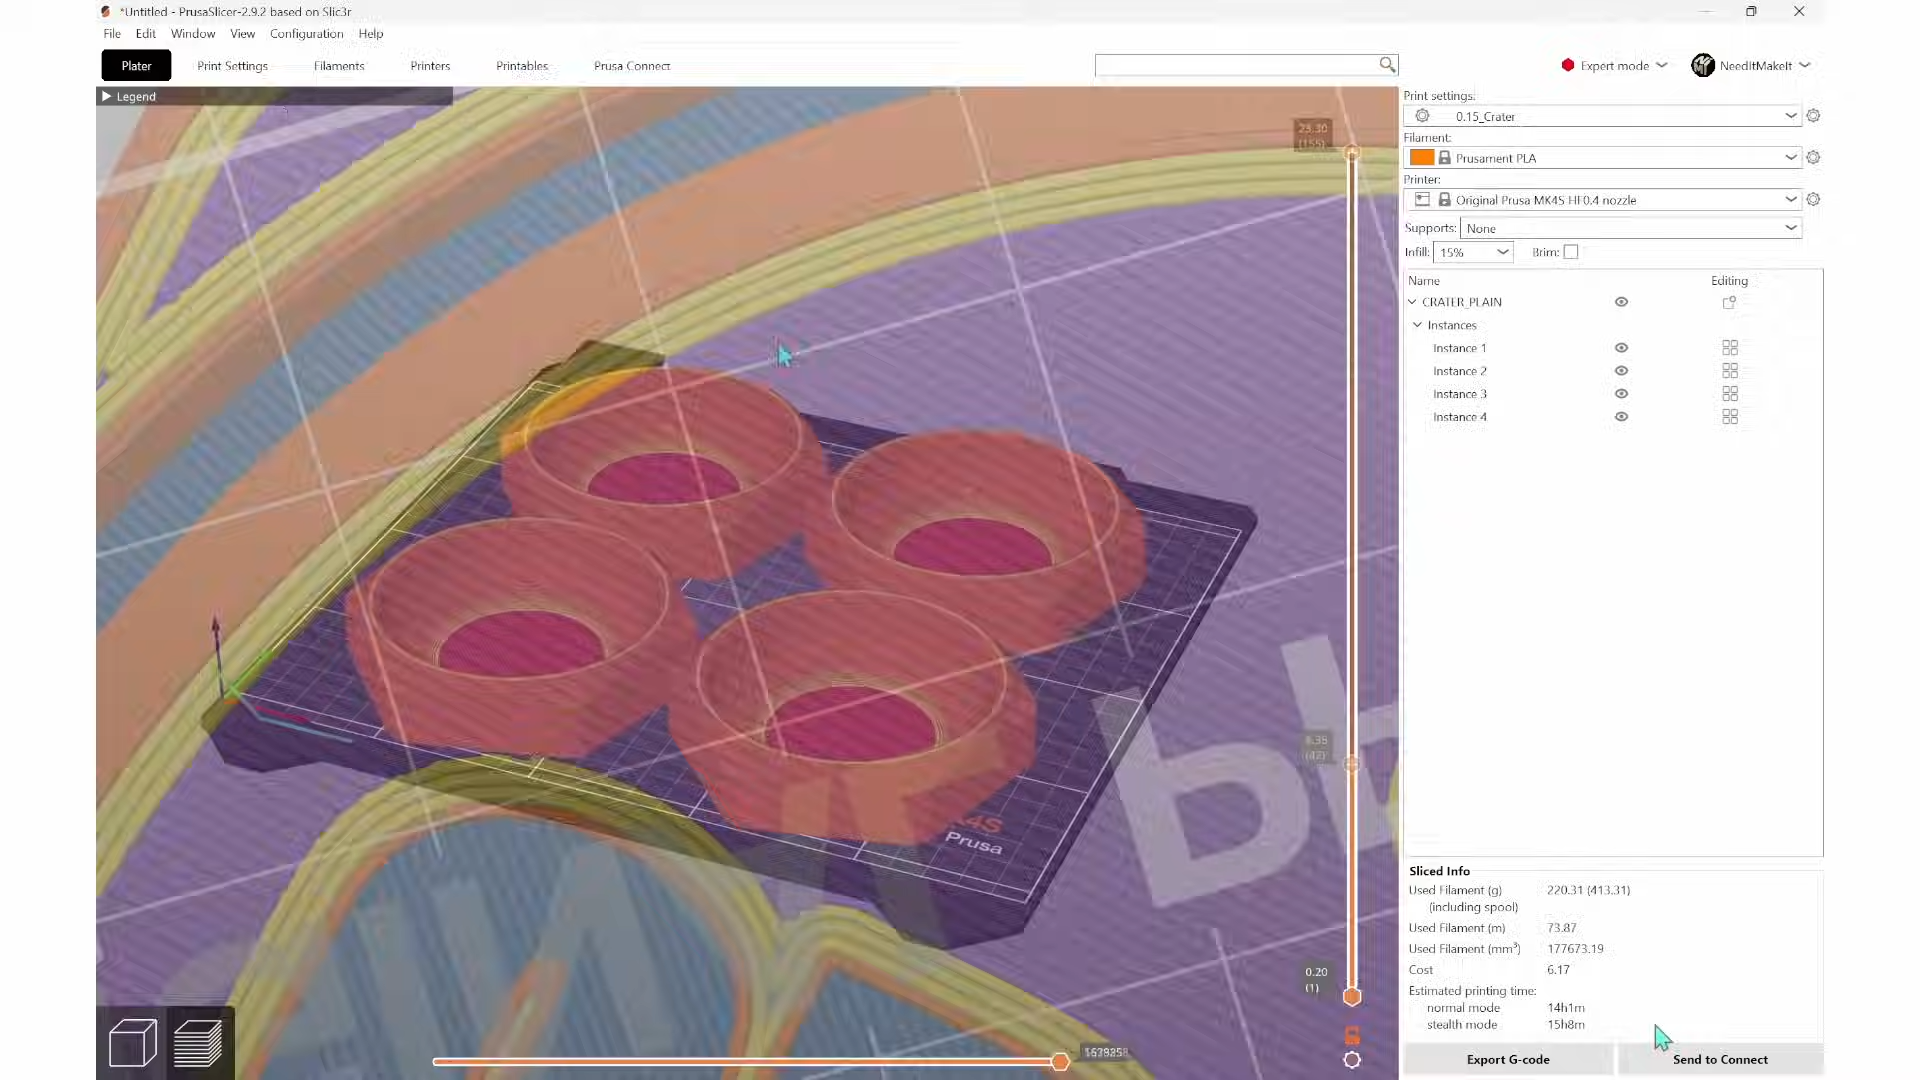 *Untitled - PrusaSlicer-2.9.2 based on Slic3r
File Edit Window View Configuration Help
Plater Print Settings Filaments Printers Printables Prusa Connect
Expert mode NeedItMakeIt
Legend
Print settings:
0.15_Crater
Filament:
Prusament PLA
Printer:
Original Prusa MK4S HF0.4 nozzle
Supports: None
Infill: 15% Brim:
Name Editing
CRATER_PLAIN
Instances
Instance 1
Instance 2
Instance 3
Instance 4
23.30
(155)
6.35
(42)
0.20
(1)
Prusa
Sliced Info
Used Filament (g) 220.31 (413.31)
(including spool)
Used Filament (m) 73.87
Used Filament (mm³) 177673.19
Cost 6.17
Estimated printing time:
normal mode 14h1m
stealth mode 15h8m
Export G-code Send to Connect